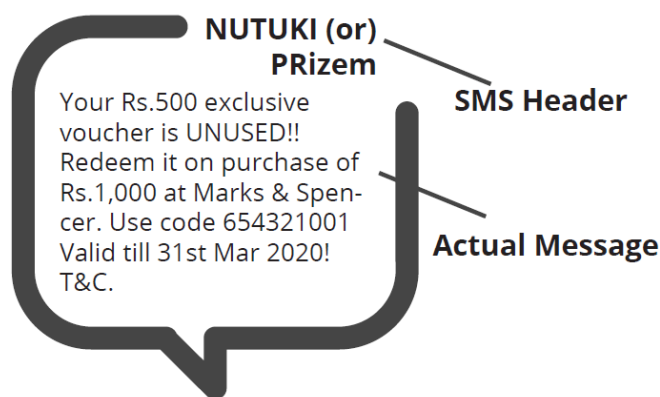 NUTUKI (or)
PRizem
SMS Header
Your Rs.500 exclusive
voucher is UNUSED!!
Redeem it on purchase of
Rs.1,000 at Marks & Spen-
cer. Use code 654321001
Valid till 31st Mar 2020!
T&C.
Actual Message